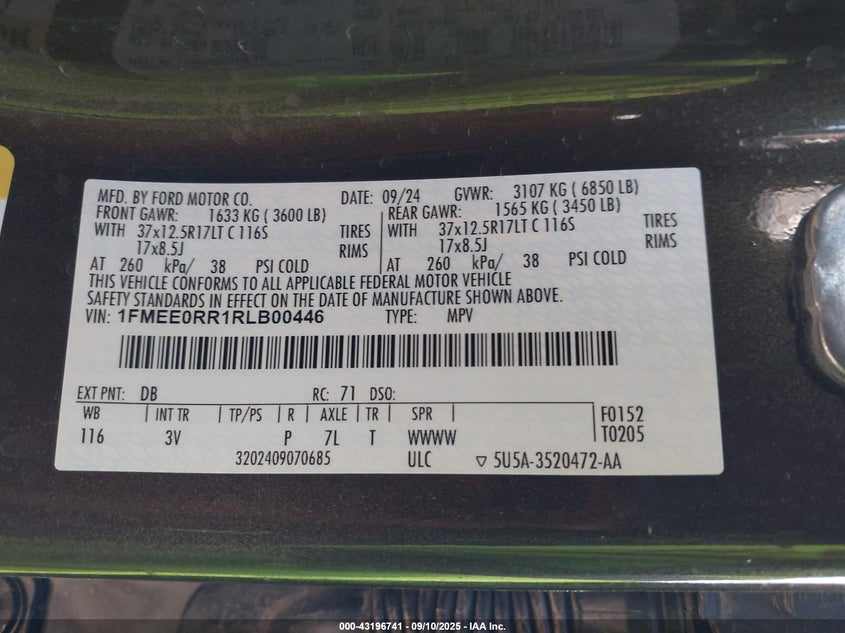 MFD. BY FORD MOTOR CO. DATE: 09/24 GVWR: 3107 KG ( 6850 LB)
FRONT GAWR: 1633 KG ( 3600 LB) REAR GAWR: 1565 KG ( 3450 LB)
WITH 37x12.5R17LT C 116S TIRES WITH 37x12.5R17LT C 116S TIRES
17x8.5J RIMS 17x8.5J RIMS
AT 260 kPa/ 38 PSI COLD AT 260 kPa/ 38 PSI COLD
THIS VEHICLE CONFORMS TO ALL APPLICABLE FEDERAL MOTOR VEHICLE
SAFETY STANDARDS IN EFFECT ON THE DATE OF MANUFACTURE SHOWN ABOVE.
VIN: 1FMEE0RR1RLB00446 TYPE: MPV
EXT PNT: DB RC: 71 DSO:
WB INT TR TP/PS R AXLE TR SPR F0152
116 3V P 7L T WWWW T0205
3202409070685 ULC ▽ 5U5A-3520472-AA
000-43196741 - 09/10/2025 - IAA Inc.